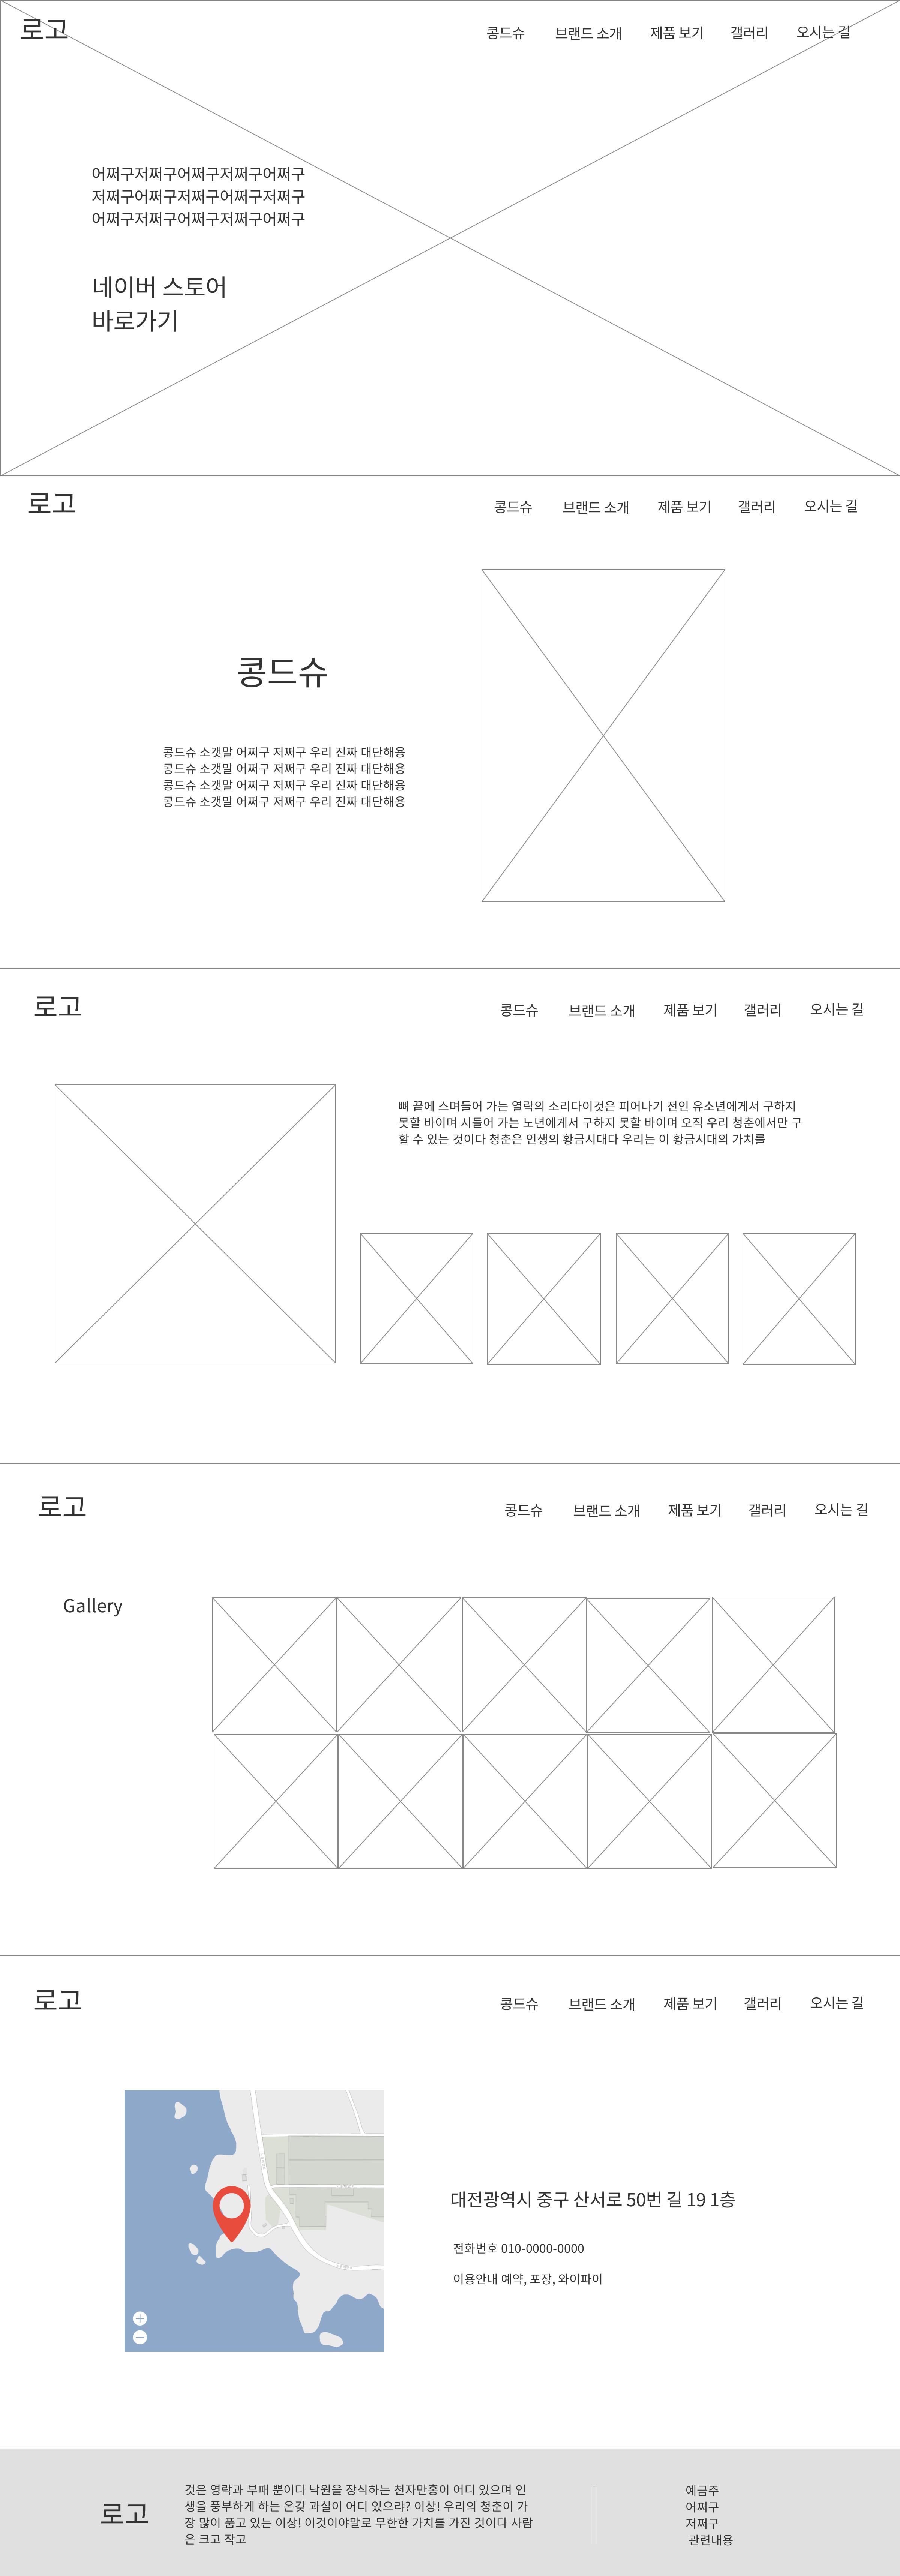 로고
콩드슈 브랜드 소개 제품 보기 갤러리 오시는 길
어쩌구저쩌구어쩌구저쩌구어쩌구
저쩌구어쩌구저쩌구어쩌구저쩌구
어쩌구저쩌구어쩌구저쩌구어쩌구
네이버 스토어
바로가기
로고
콩드슈 브랜드 소개 제품 보기 갤러리 오시는 길
콩드슈
콩드슈 소갯말 어쩌구 저쩌구 우리 진짜 대단해용
콩드슈 소갯말 어쩌구 저쩌구 우리 진짜 대단해용
콩드슈 소갯말 어쩌구 저쩌구 우리 진짜 대단해용
콩드슈 소갯말 어쩌구 저쩌구 우리 진짜 대단해용
로고
콩드슈 브랜드 소개 제품 보기 갤러리 오시는 길
뼈 끝에 스며들어 가는 열락의 소리다이것은 피어나기 전인 유소년에게서 구하지
못할 바이며 시들어 가는 노년에게서 구하지 못할 바이며 오직 우리 청춘에서만 구
할 수 있는 것이다 청춘은 인생의 황금시대다 우리는 이 황금시대의 가치를
로고
콩드슈 브랜드 소개 제품 보기 갤러리 오시는 길
Gallery
로고
콩드슈 브랜드 소개 제품 보기 갤러리 오시는 길
대전광역시 중구 산서로 50번 길 19 1층
전화번호 010-0000-0000
이용안내 예약, 포장, 와이파이
로고
것은 영락과 부패 뿐이다 낙원을 장식하는 천자만홍이 어디 있으며 인
생을 풍부하게 하는 온갖 과실이 어디 있으랴? 이상! 우리의 청춘이 가
장 많이 품고 있는 이상! 이것이야말로 무한한 가치를 가진 것이다 사람
은 크고 작고
예금주
어쩌구
저쩌구
관련내용